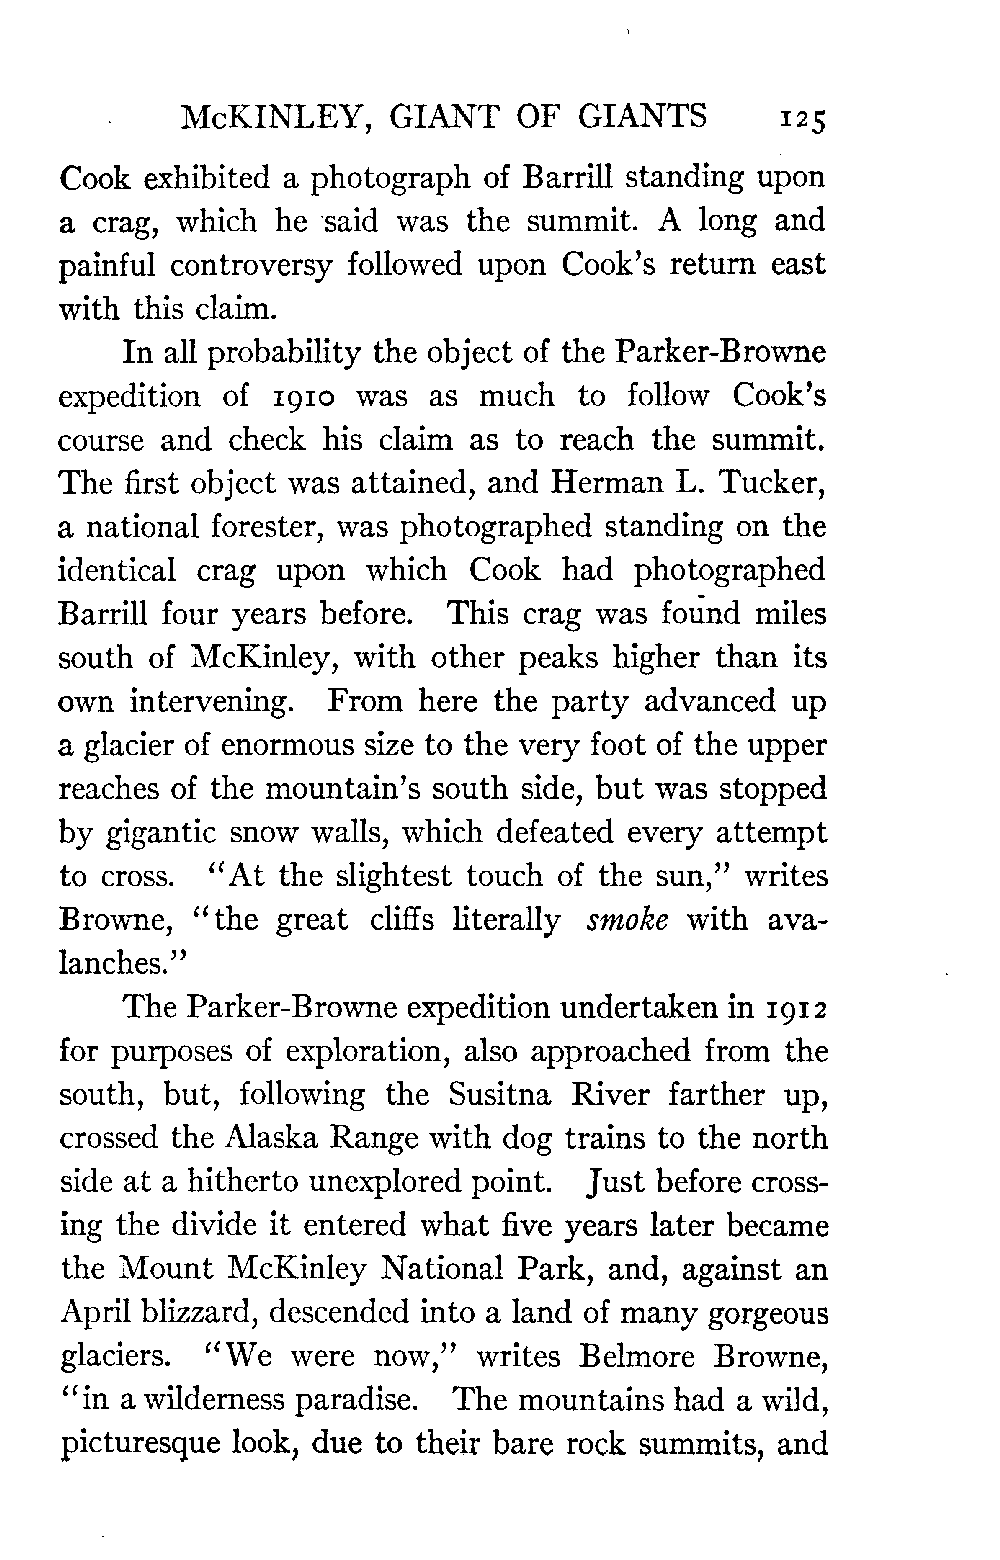 McKINLEY, GIANT OF GIANTS 125
Cook exhibited a photograph of Barrill standing upon
a crag, which he said was the summit. A long and
painful controversy followed upon Cook's return east
with this claim.
In all probability the object of the Parker-Browne
expedition of 1910 was as much to follow Cook's
course and check his claim as to reach the summit.
The first object was attained, and Herman L. Tucker,
a national forester, was photographed standing on the
identical crag upon which Cook had photographed
Barrill four years before. This crag was found miles
south of McKinley, with other peaks higher than its
own intervening. From here the party advanced up
a glacier of enormous size to the very foot of the upper
reaches of the mountain's south side, but was stopped
by gigantic snow walls, which defeated every attempt
to cross. "At the slightest touch of the sun," writes
Browne, "the great cliffs literally smoke with ava-
lanches."
The Parker-Browne expedition undertaken in 1912
for purposes of exploration, also approached from the
south, but, following the Susitna River farther up,
crossed the Alaska Range with dog trains to the north
side at a hitherto unexplored point. Just before cross-
ing the divide it entered what five years later became
the Mount McKinley National Park, and, against an
April blizzard, descended into a land of many gorgeous
glaciers. "We were now," writes Belmore Browne,
"in a wilderness paradise. The mountains had a wild,
picturesque look, due to their bare rock summits, and